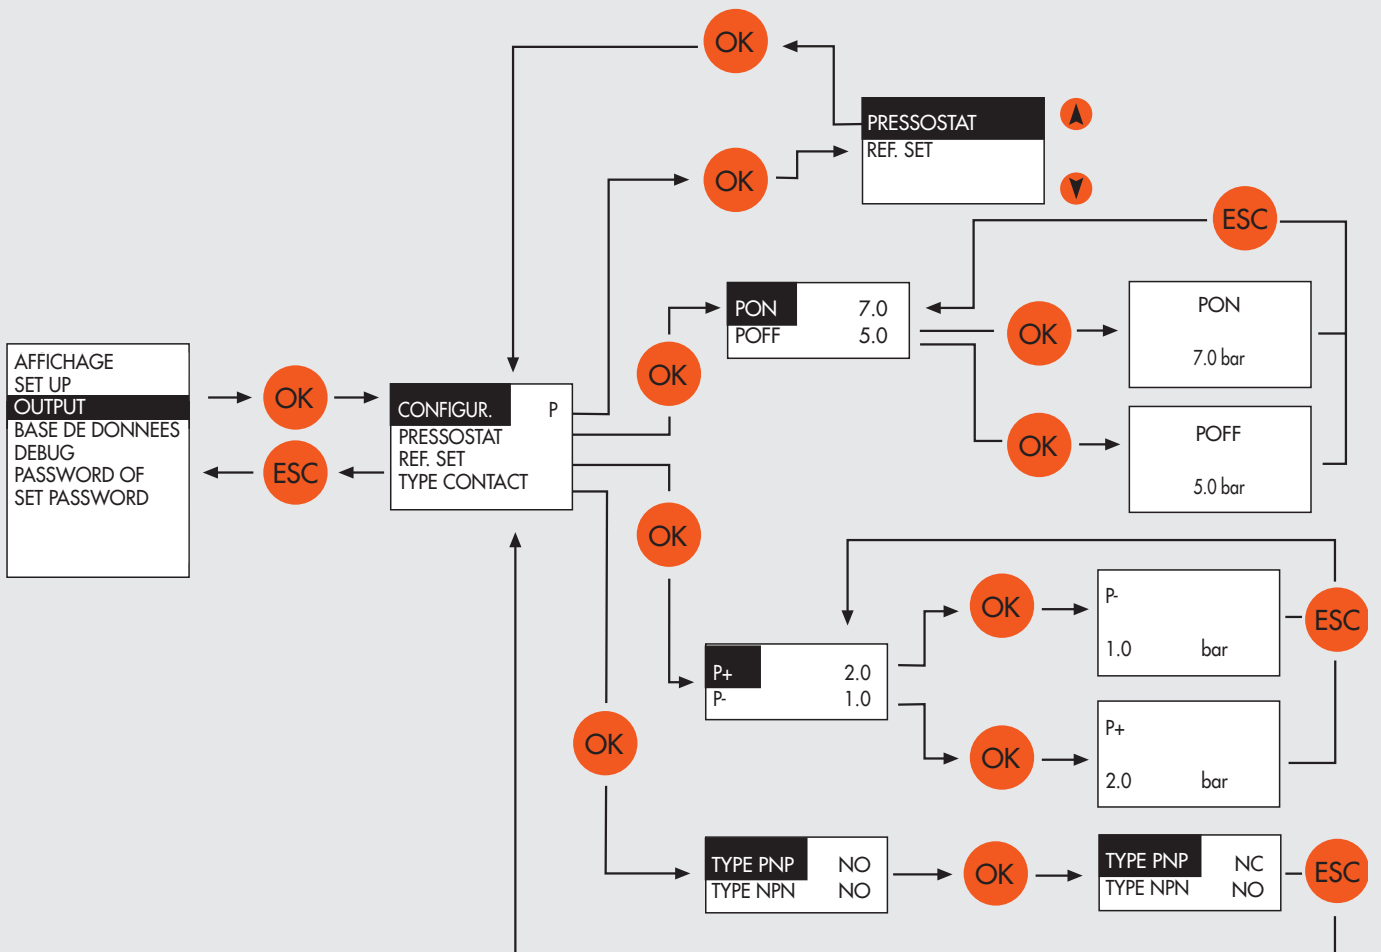 OK
PRESSOSTAT
REF. SET
OK
ESC
PON 7.0
POFF 5.0
OK
PON
7.0 bar
OK
POFF
5.0 bar
OK
AFFICHAGE
SET UP
OUTPUT
BASE DE DONNEES
DEBUG
PASSWORD OF
SET PASSWORD
OK
ESC
CONFIGUR. P
PRESSOSTAT
REF. SET
TYPE CONTACT
OK
P+ 2.0
P- 1.0
OK
P-
1.0 bar
ESC
OK
P+
2.0 bar
OK
TYPE PNP NO
TYPE NPN NO
OK
TYPE PNP NC
TYPE NPN NO
ESC